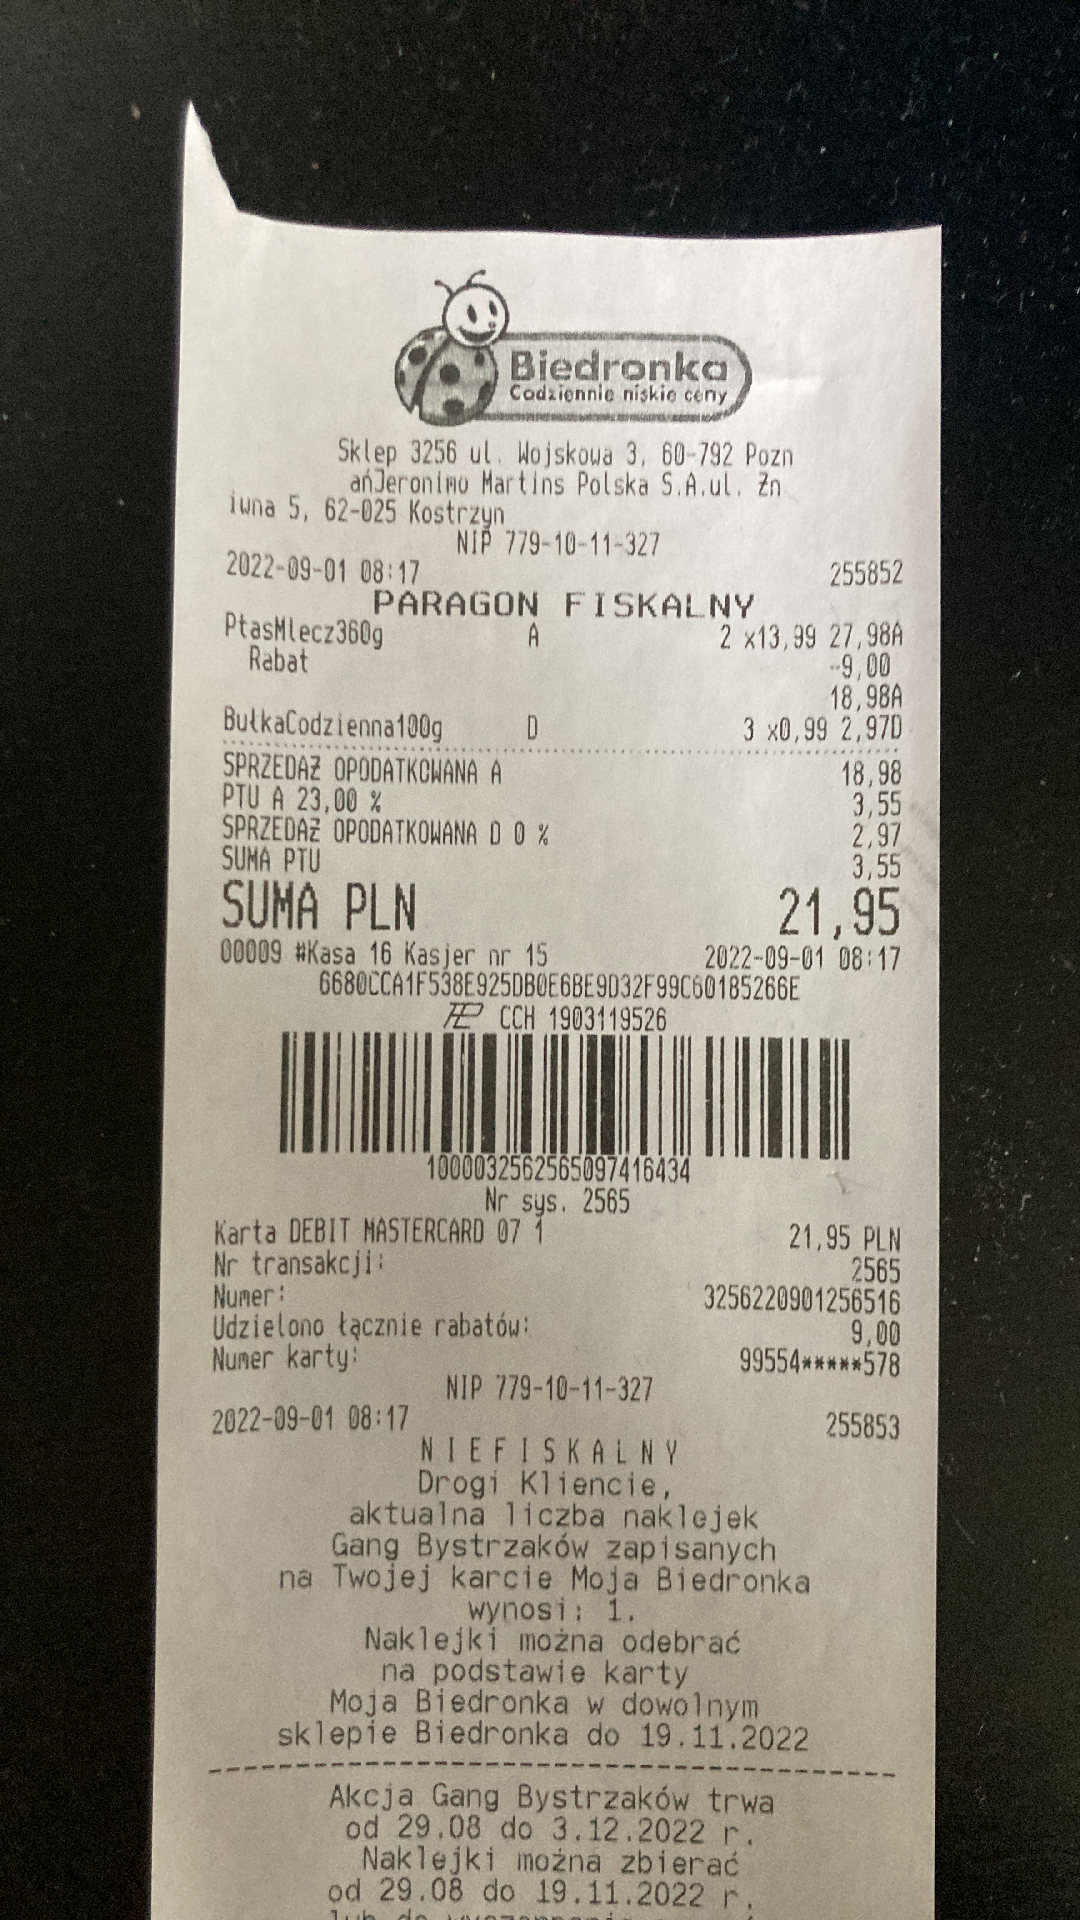 Biedronka
Codziennie niskie ceny
Sklep 3256 ul. Wojskowa 3, 60-792 Pozn
ańJeronimo Martins Polska S.A.ul. Żn
iwna 5, 62-025 Kostrzyn
NIP 779-10-11-327
2022-09-01 08:17 255852
PARAGON FISKALNY
PtasMlecz360g A 2 x13,99 27,98A
Rabat -9,00
18,98A
BułkaCodzienna100g D 3 x0,99 2,97D
SPRZEDAŻ OPODATKOWANA A 18,98
PTU A 23,00 % 3,55
SPRZEDAŻ OPODATKOWANA D 0 % 2,97
SUMA PTU 3,55
SUMA PLN 21,95
00009 #Kasa 16 Kasjer nr 15 2022-09-01 08:17
6680CCA1F538E925DB0E6BE9D32F99C60185266E
CCH 1903119526
1000032562565097416434
Nr sys. 2565
Karta DEBIT MASTERCARD 07 1 21,95 PLN
Nr transakcji: 2565
Numer: 3256220901256516
Udzielono łącznie rabatów: 9,00
Numer karty: 99554*****578
NIP 779-10-11-327
2022-09-01 08:17 255853
NIEFISKALNY
Drogi Kliencie,
aktualna liczba naklejek
Gang Bystrzaków zapisanych
na Twojej karcie Moja Biedronka
wynosi: 1.
Naklejki można odebrać
na podstawie karty
Moja Biedronka w dowolnym
sklepie Biedronka do 19.11.2022
Akcja Gang Bystrzaków trwa
od 29.08 do 3.12.2022 r.
Naklejki można zbierać
od 29.08 do 19.11.2022 r.
lub do